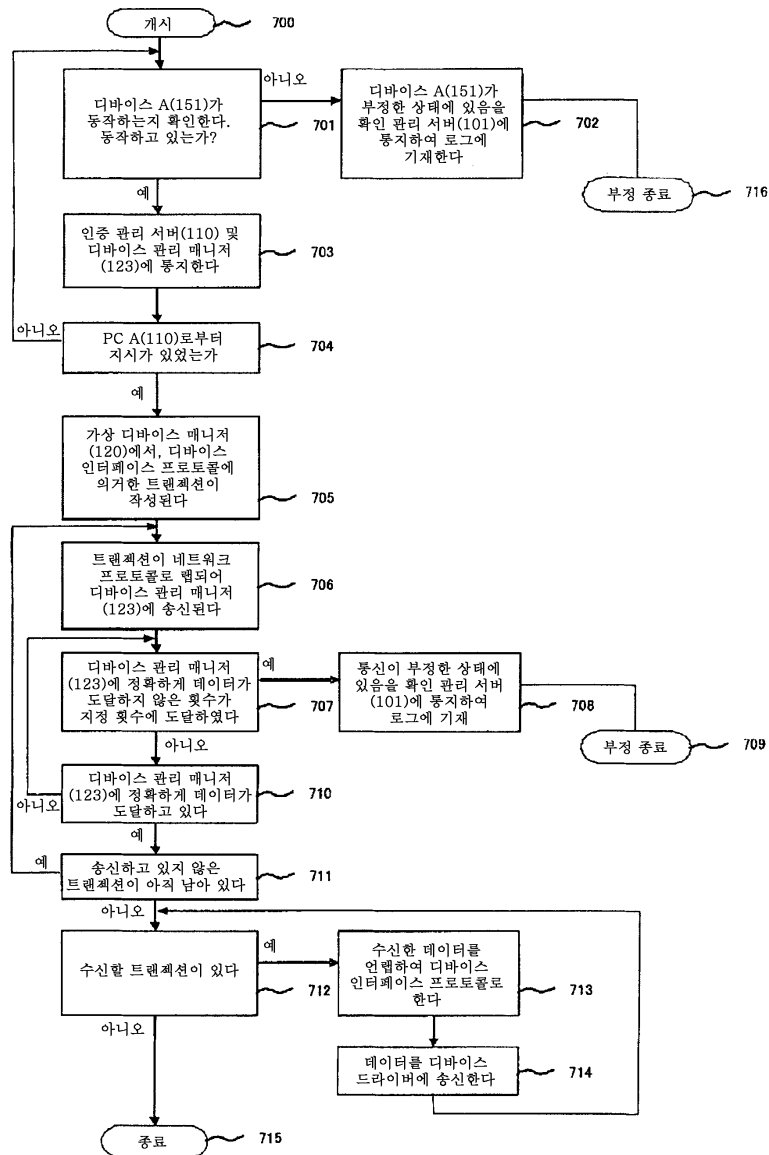 개시
700
디바이스 A(151)가
동작하는지 확인한다.
동작하고 있는가?
701
아니오
디바이스 A(151)가
부정한 상태에 있음을
확인 관리 서버(101)에
통지하여 로그에
기재한다
702
부정 종료
716
예
인증 관리 서버(110) 및
디바이스 관리 매니저
(123)에 통지한다
703
아니오
PC A(110)로부터
지시가 있었는가
704
예
가상 디바이스 매니저
(120)에서, 디바이스
인터페이스 프로토콜에
의거한 트랜젝션이
작성된다
705
트랜젝션이 네트워크
프로토콜로 랩되어
디바이스 관리 매니저
(123)에 송신된다
706
디바이스 관리 매니저
(123)에 정확하게 데이터가
도달하지 않은 횟수가
지정 횟수에 도달하였다
707
예
통신이 부정한 상태에
있음을 확인 관리 서버
(101)에 통지하여
로그에 기재
708
부정 종료
709
아니오
디바이스 관리 매니저
(123)에 정확하게 데이터가
도달하고 있다
710
아니오
예
예
송신하고 있지 않은
트랜젝션이 아직 남아 있다
711
아니오
수신할 트랜젝션이 있다
712
예
수신한 데이터를
언랩하여 디바이스
인터페이스 프로토콜로
한다
713
데이터를 디바이스
드라이버에 송신한다
714
아니오
종료
715